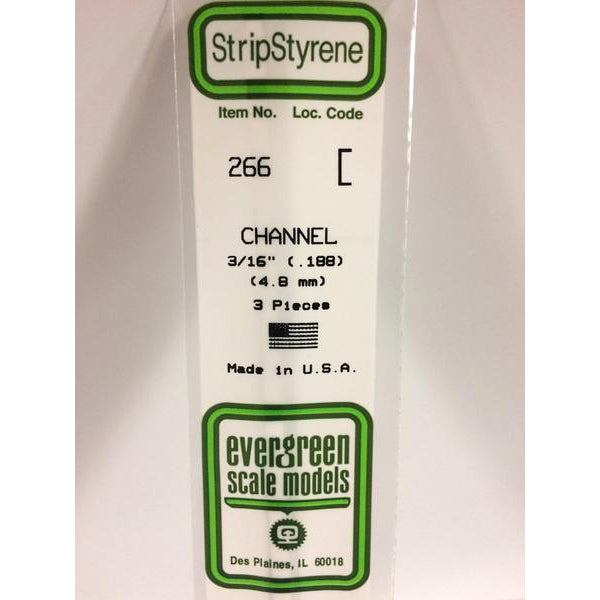 StripStyrene
Item No. Loc. Code
266 [
CHANNEL
3/16" (.188)
(4.8 mm)
3 Pieces
Made in U.S.A.
evergreen
scale models
Des Plaines, IL 60018